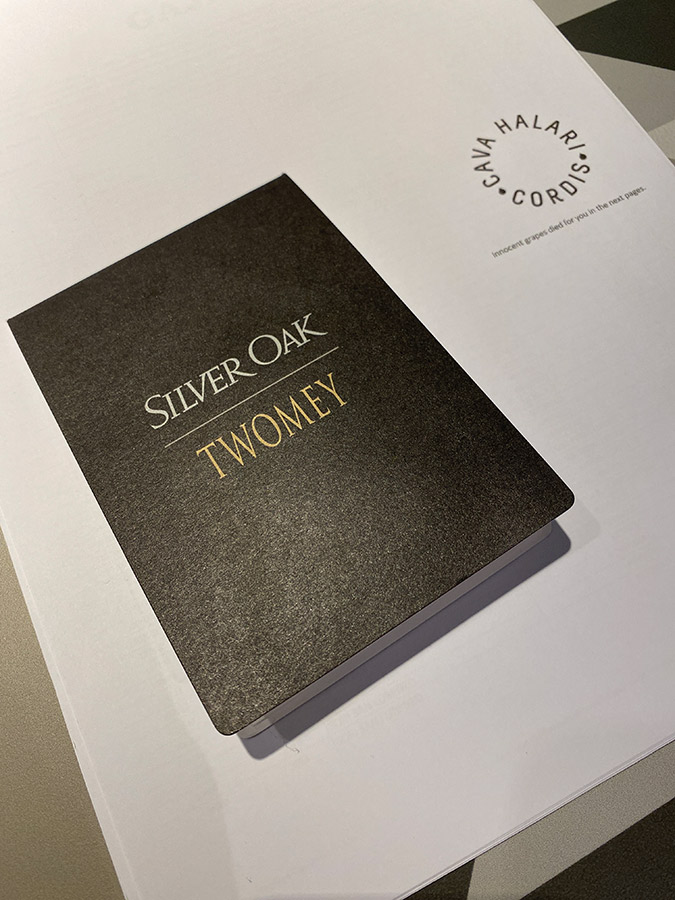 CAVA HALARI
CORDIS
Innocent grapes died for you in the next pages.
SILVER OAK
TWOMEY